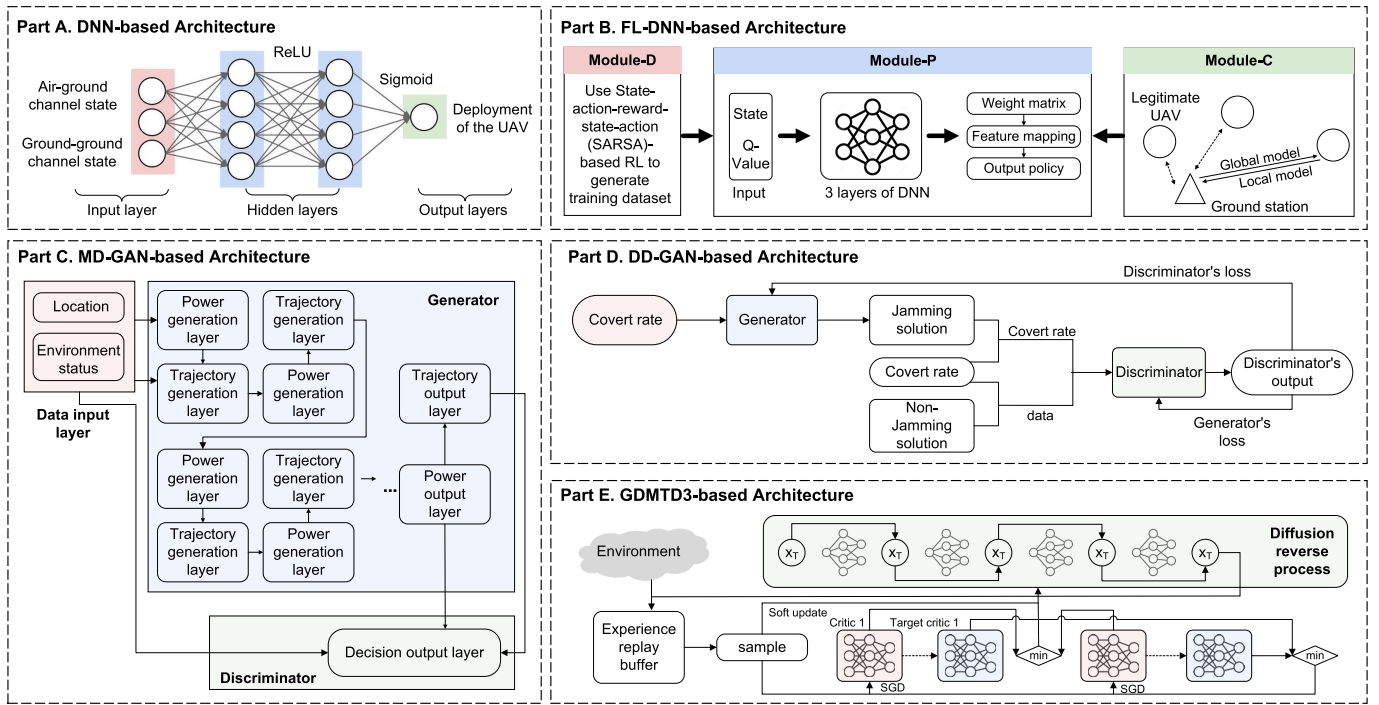 Part A. DNN-based Architecture
ReLU
Sigmoid
Air-ground
channel state
Ground-ground
channel state
Deployment
of the UAV
Input layer
Hidden layers
Output layers
Part B. FL-DNN-based Architecture
Module-D
Use State-
action-reward-
state-action
(SARSA)-
based RL to
generate
training dataset
Module-P
State
Q-
Value
Input
3 layers of DNN
Weight matrix
Feature mapping
Output policy
Module-C
Legitimate
UAV
Global model
Local model
Ground station
Part C. MD-GAN-based Architecture
Location
Environment
status
Data input
layer
Generator
Power
generation
layer
Trajectory
generation
layer
Trajectory
generation
layer
Power
generation
layer
Trajectory
output
layer
Power
generation
layer
Trajectory
generation
layer
...
Power
output
layer
Trajectory
generation
layer
Power
generation
layer
Decision output layer
Discriminator
Part D. DD-GAN-based Architecture
Discriminator's loss
Covert rate
Generator
Jamming
solution
Covert rate
Covert rate
Non-
Jamming
solution
data
Discriminator
Discriminator's
output
Generator's
loss
Part E. GDMTD3-based Architecture
Environment
xT
xT
xT
xT
xT
Diffusion
reverse
process
Experience
replay
buffer
sample
Soft update
Critic 1
Target critic 1
min
min
SGD
SGD